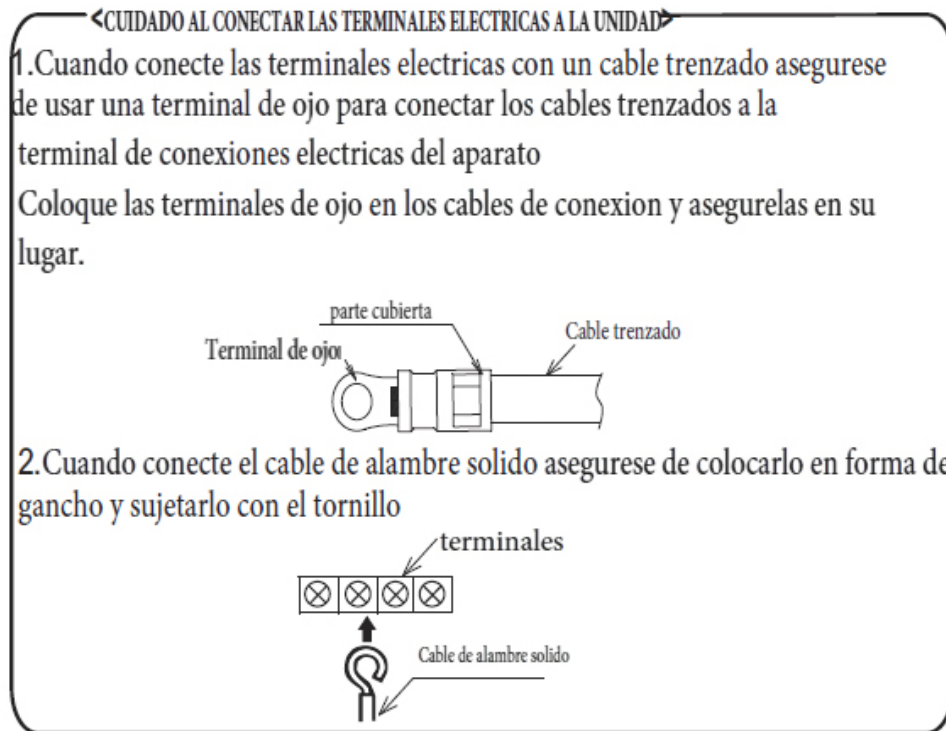 <CUIDADO AL CONECTAR LAS TERMINALES ELECTRICAS A LA UNIDAD>
1.Cuando conecte las terminales electricas con un cable trenzado asegurese
de usar una terminal de ojo para conectar los cables trenzados a la
terminal de conexiones electricas del aparato
Coloque las terminales de ojo en los cables de conexion y asegurelas en su
lugar.
parte cubierta
Cable trenzado
Terminal de ojo
2.Cuando conecte el cable de alambre solido asegurese de colocarlo en forma de
gancho y sujetarlo con el tornillo
terminales
Cable de alambre solido